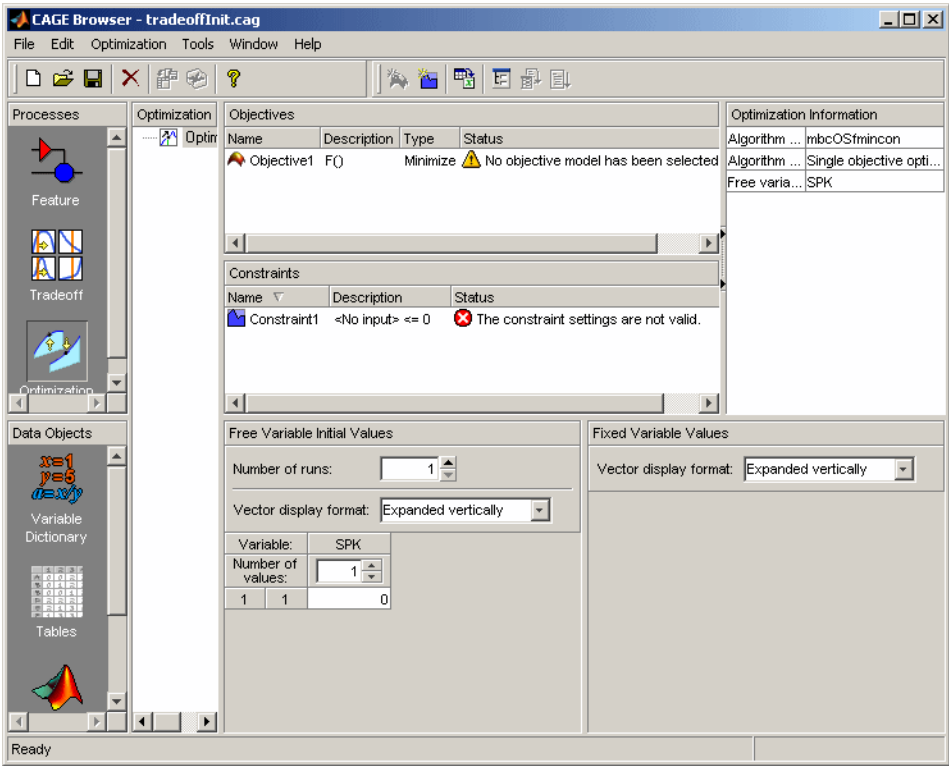 CAGE Browser - tradeoffInit.cag
File Edit Optimization Tools Window Help
Processes
Feature
Tradeoff
Optimization
Optimization
Optim
Objectives
Name Description Type Status
Objective1 F() Minimize No objective model has been selected
Constraints
Name Description Status
Constraint1 <No input> <= 0 The constraint settings are not valid.
Optimization Information
Algorithm ... mbcOSfmincon
Algorithm ... Single objective opti...
Free varia... SPK
Data Objects
x=1
y=5
a=x/y
Variable
Dictionary
Tables
Free Variable Initial Values
Number of runs: 1
Vector display format: Expanded vertically
Variable: SPK
Number of
values: 1
1 1 0
Fixed Variable Values
Vector display format: Expanded vertically
Ready